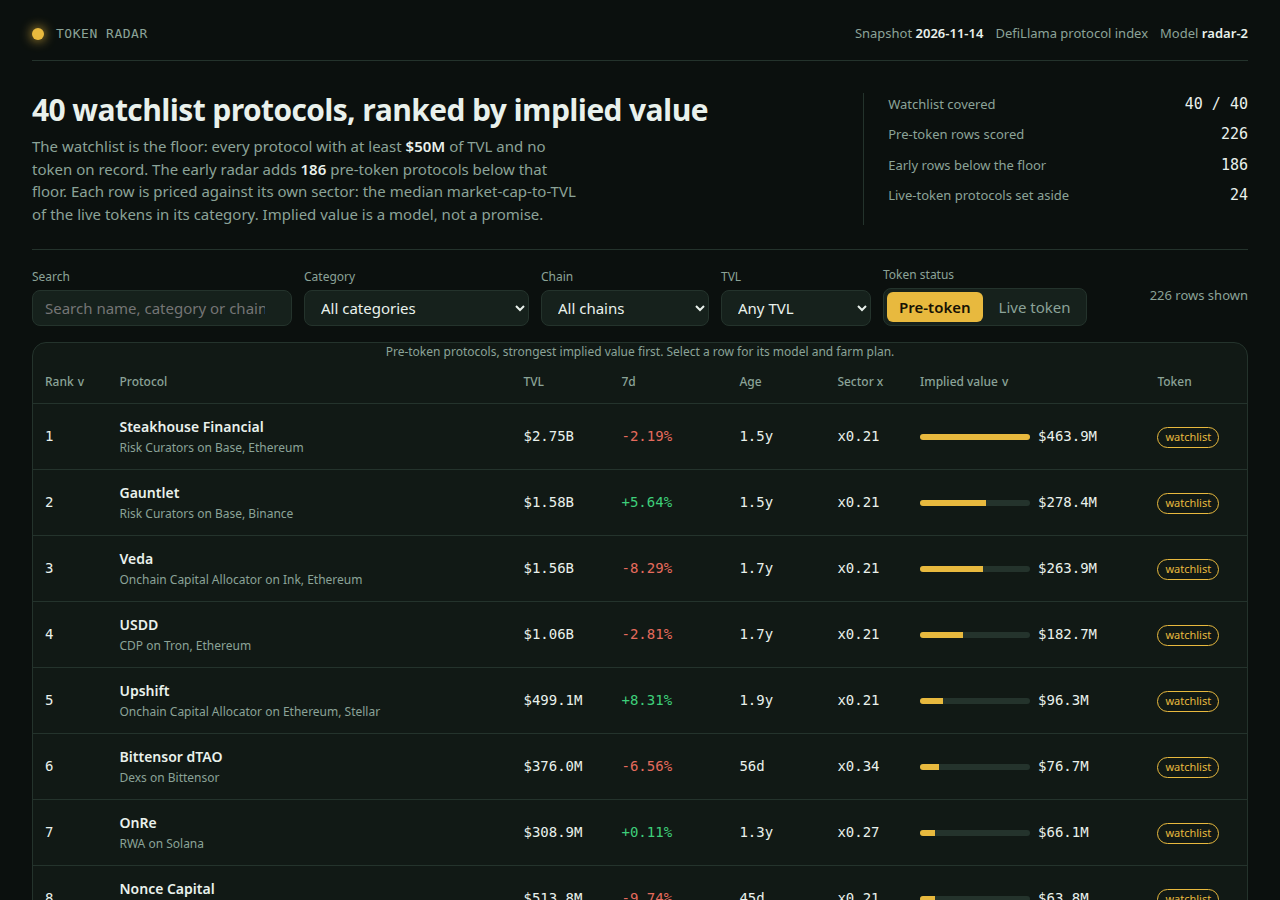 TOKEN RADAR
Snapshot 2026-11-14 DefiLlama protocol index Model radar-2
40 watchlist protocols, ranked by implied value
The watchlist is the floor: every protocol with at least $50M of TVL and no
token on record. The early radar adds 186 pre-token protocols below that
floor. Each row is priced against its own sector: the median market-cap-to-TVL
of the live tokens in its category. Implied value is a model, not a promise.
Watchlist covered 40 / 40
Pre-token rows scored 226
Early rows below the floor 186
Live-token protocols set aside 24
Search Category Chain TVL Token status
Search name, category or chain All categories All chains Any TVL Pre-token Live token 226 rows shown
Pre-token protocols, strongest implied value first. Select a row for its model and farm plan.
Rank v Protocol TVL 7d Age Sector x Implied value v Token
1 Steakhouse Financial $2.75B -2.19% 1.5y x0.21 $463.9M watchlist
Risk Curators on Base, Ethereum
2 Gauntlet $1.58B +5.64% 1.5y x0.21 $278.4M watchlist
Risk Curators on Base, Binance
3 Veda $1.56B -8.29% 1.7y x0.21 $263.9M watchlist
Onchain Capital Allocator on Ink, Ethereum
4 USDD $1.06B -2.81% 1.7y x0.21 $182.7M watchlist
CDP on Tron, Ethereum
5 Upshift $499.1M +8.31% 1.9y x0.21 $96.3M watchlist
Onchain Capital Allocator on Ethereum, Stellar
6 Bittensor dTAO $376.0M -6.56% 56d x0.34 $76.7M watchlist
Dexs on Bittensor
7 OnRe $308.9M +0.11% 1.3y x0.27 $66.1M watchlist
RWA on Solana
8 Nonce Capital $513.8M -9.74% 45d x0.21 $63.8M watchlist